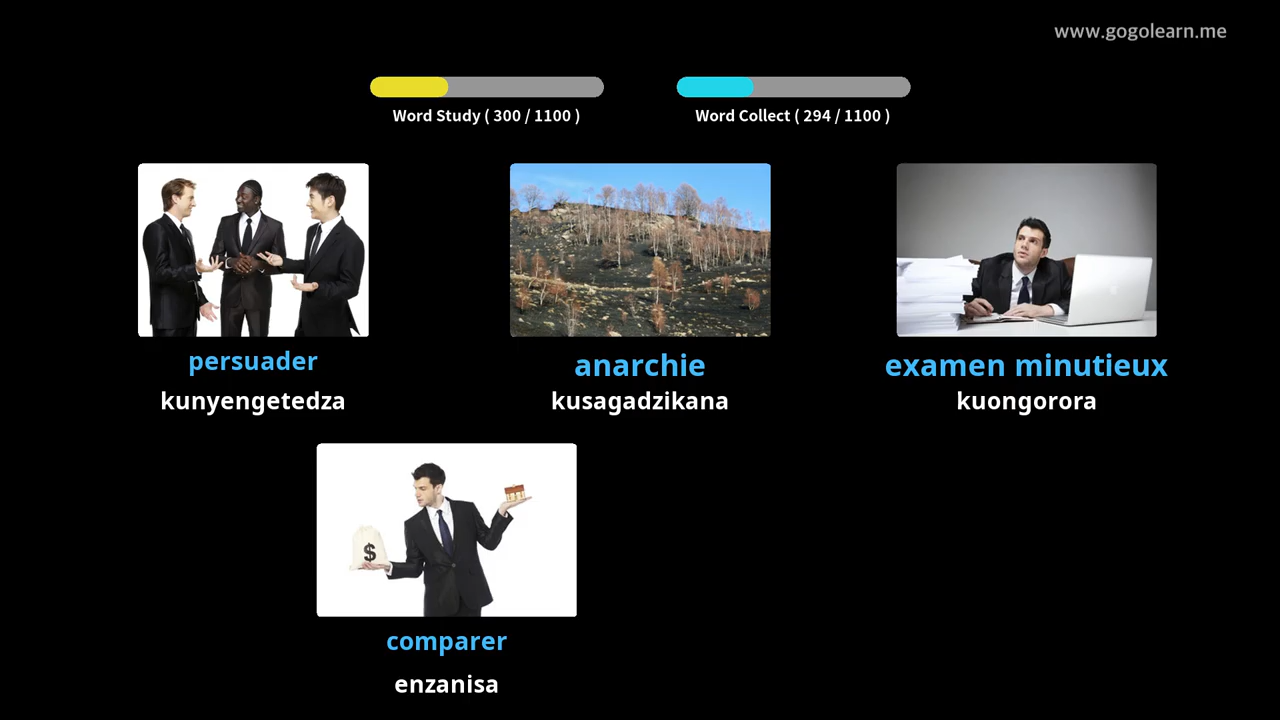 www.gogolearn.me
Word Study ( 300 / 1100 )
Word Collect ( 294 / 1100 )
persuader
kunyengetedza
anarchie
kusagadzikana
examen minutieux
kuongorora
$
comparer
enzanisa